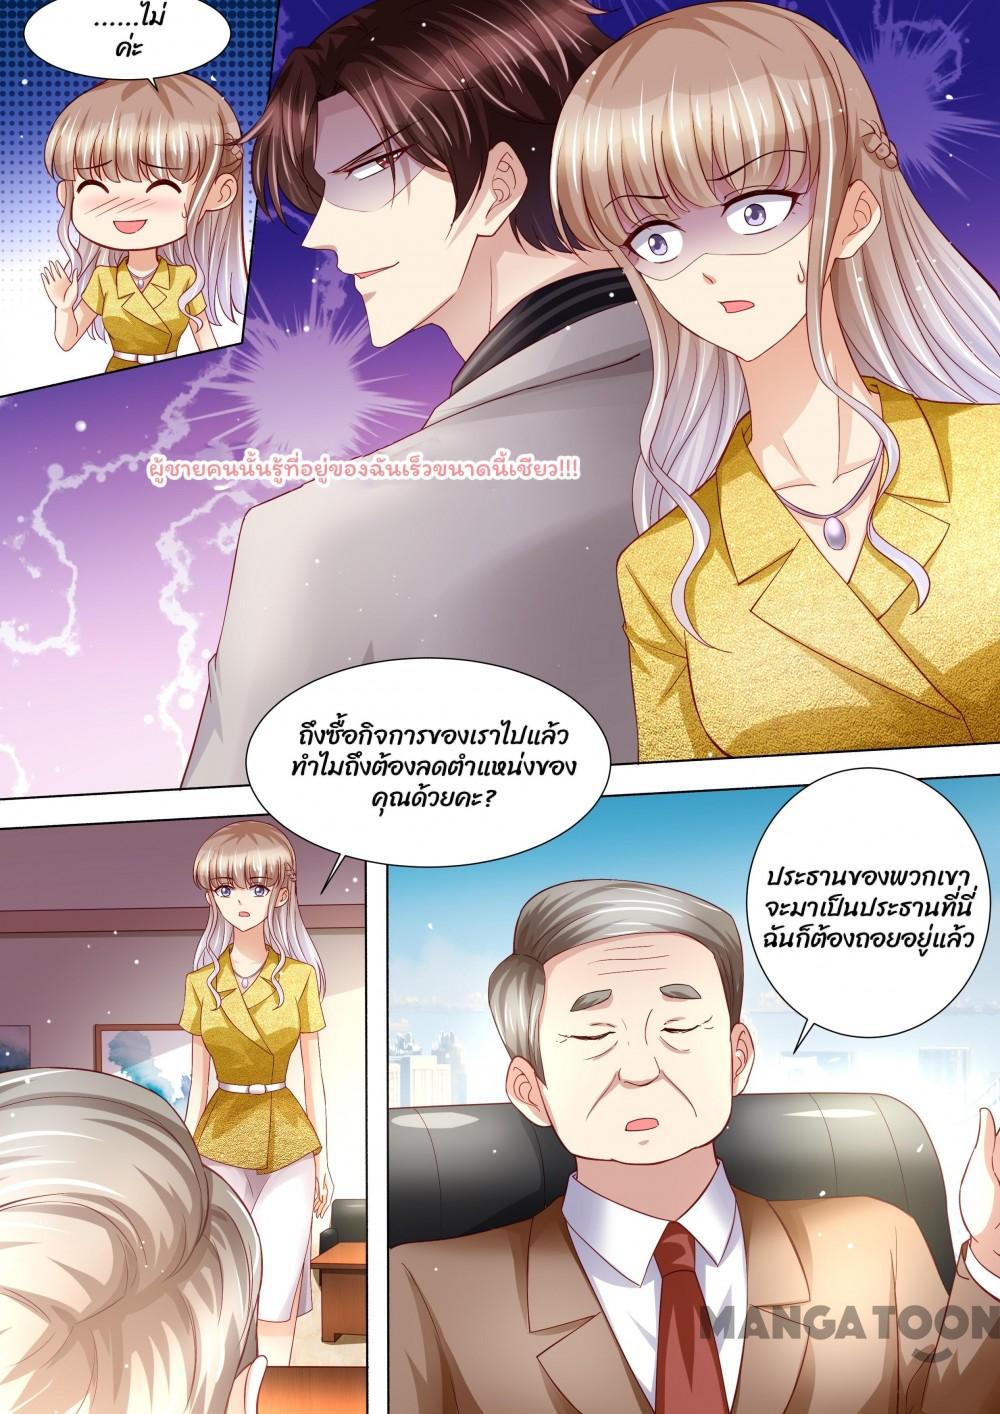 ......ไม่
ค่ะ
ผู้ชายคนนั้นรู้ที่อยู่ของฉันเร็วขนาดนี้เชียว!!!
ถึงซื้อกิจการของเราไปแล้ว
ทำไมถึงต้องลดตำแหน่งของ
คุณด้วยคะ?
ประธานของพวกเขา
จะมาเป็นประธานที่นี่
ฉันก็ต้องถอยอยู่แล้ว
MANGATOON